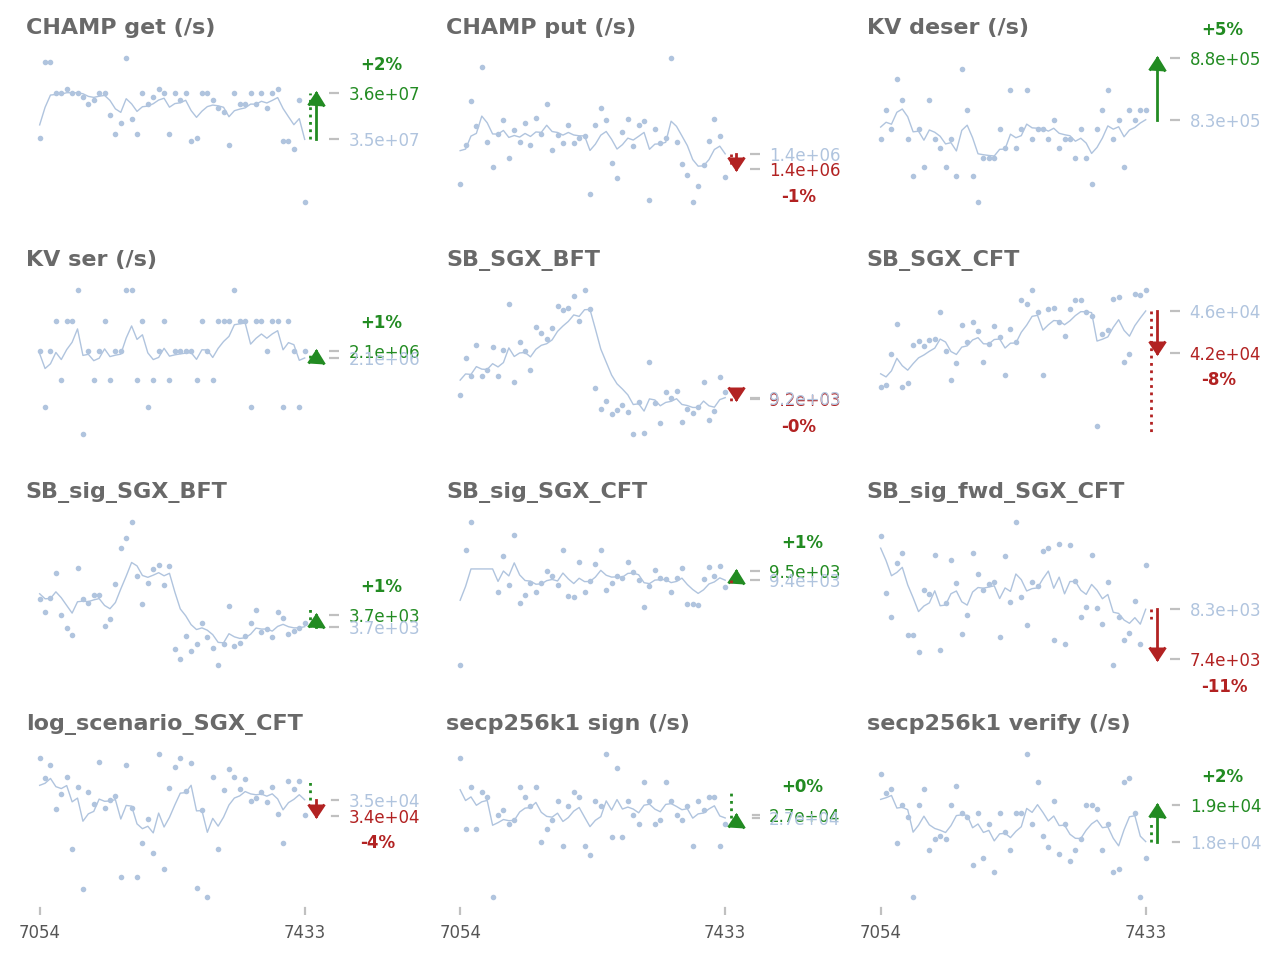 CHAMP get (/s)
+2%
3.6e+07
3.5e+07
CHAMP put (/s)
1.4e+06
1.4e+06
-1%
KV deser (/s)
+5%
8.8e+05
8.3e+05
KV ser (/s)
+1%
2.1e+06
2.1e+06
SB_SGX_BFT
9.2e+03
-0%
SB_SGX_CFT
4.6e+04
4.2e+04
-8%
SB_sig_SGX_BFT
+1%
3.7e+03
3.7e+03
SB_sig_SGX_CFT
+1%
9.5e+03
9.4e+03
SB_sig_fwd_SGX_CFT
8.3e+03
7.4e+03
-11%
log_scenario_SGX_CFT
3.5e+04
3.4e+04
-4%
secp256k1 sign (/s)
+0%
2.7e+04
2.7e+04
secp256k1 verify (/s)
+2%
1.9e+04
1.8e+04
7054
7433
7054
7433
7054
7433